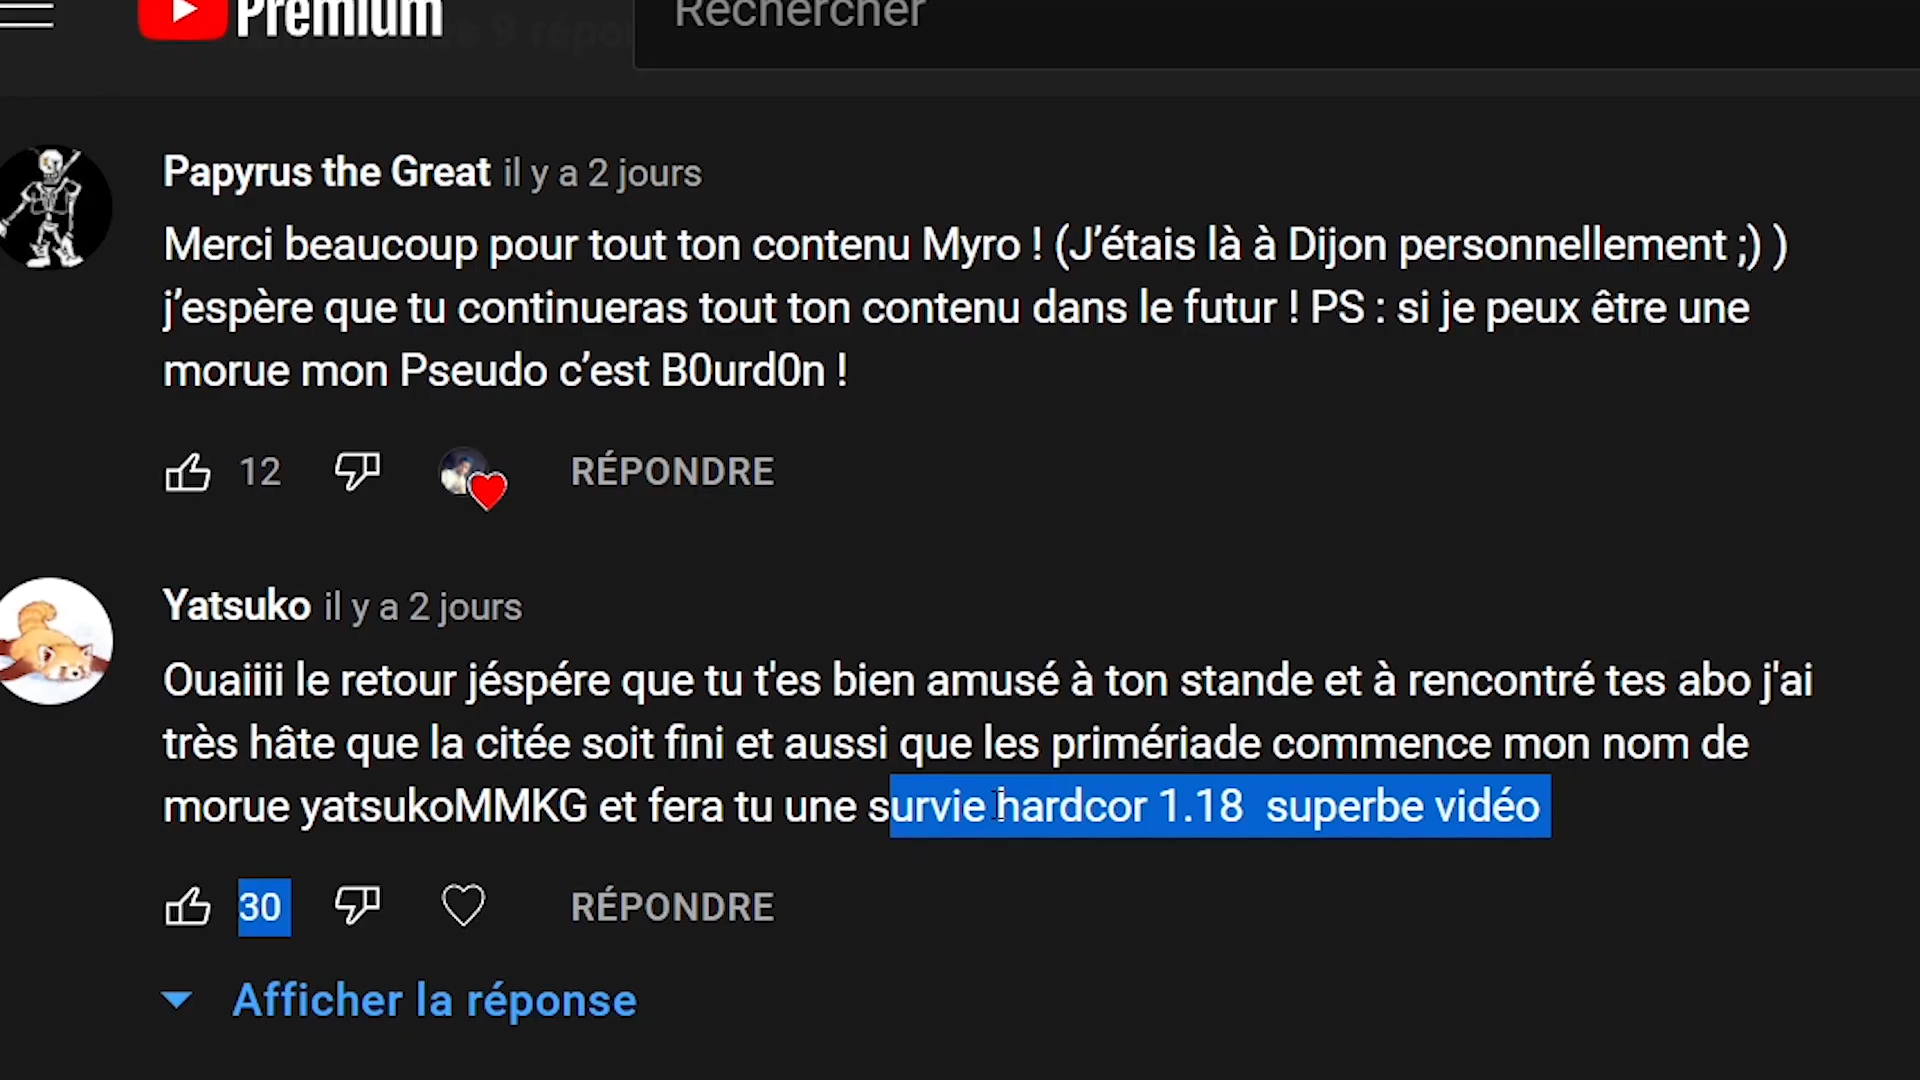 Premium
Rechercher
Papyrus the Great il y a 2 jours
Merci beaucoup pour tout ton contenu Myro ! (J’étais là à Dijon personnellement ;) )
j’espère que tu continueras tout ton contenu dans le futur ! PS : si je peux être une
morue mon Pseudo c’est B0urd0n !
12 RÉPONDRE
Yatsuko il y a 2 jours
Ouaiiii le retour jéspére que tu t'es bien amusé à ton stande et à rencontré tes abo j'ai
très hâte que la citée soit fini et aussi que les primériade commence mon nom de
morue yatsukoMMKG et fera tu une survie hardcor 1.18  superbe vidéo
30 RÉPONDRE
Afficher la réponse